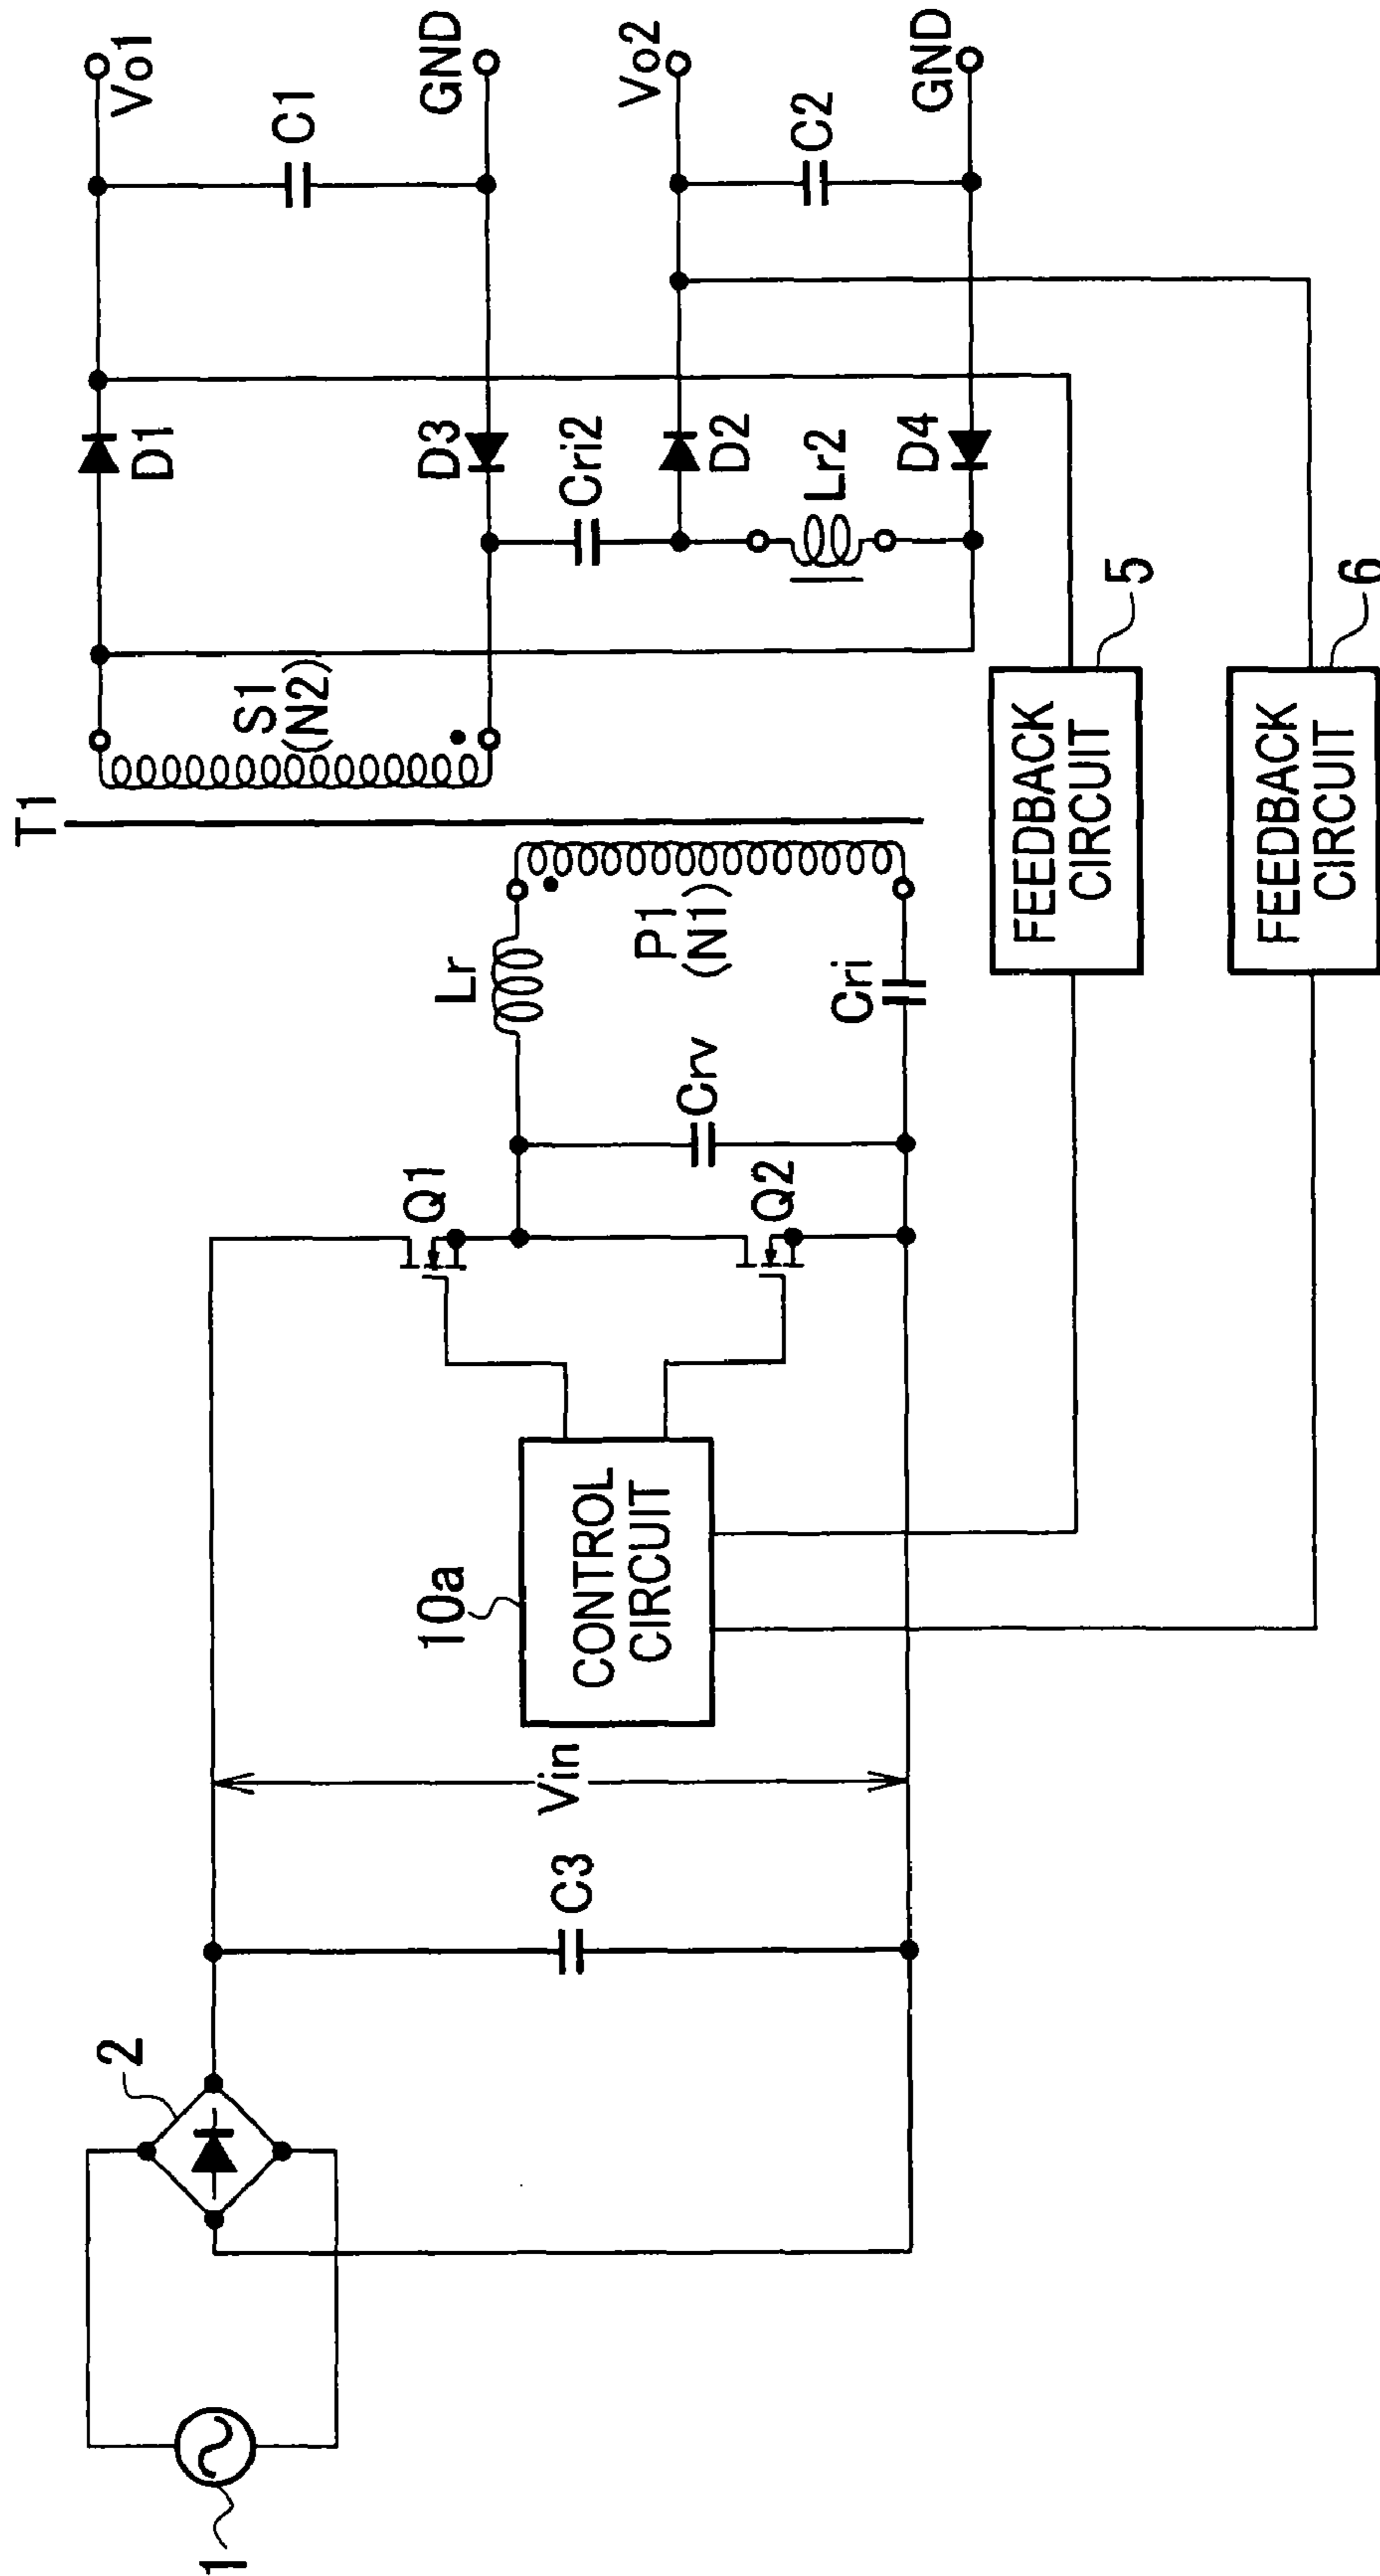 1
2
C3
Vin
10a
CONTROL
CIRCUIT
Q1
Q2
Crv
Lr
Cri
P1
(N1)
T1
S1
(N2)
D1
D3
Cri2
D2
Lr2
D4
C1
C2
Vo1
GND
Vo2
GND
FEEDBACK
CIRCUIT
5
FEEDBACK
CIRCUIT
6